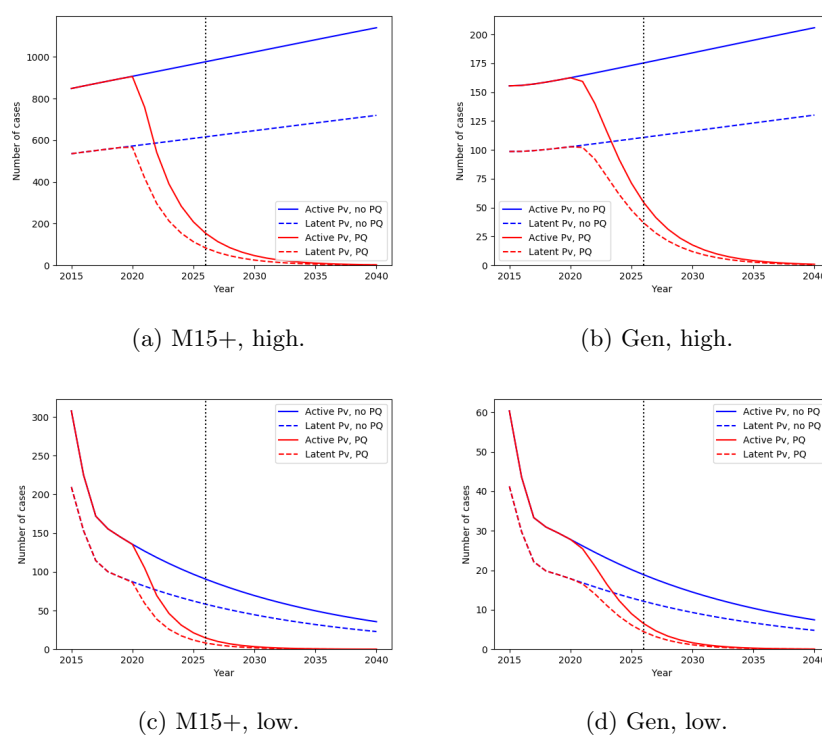 1000
800
600
400
200
0
Number of cases
2015 2020 2025 2030 2035 2040
Year
Active Pv, no PQ
Latent Pv, no PQ
Active Pv, PQ
Latent Pv, PQ
(a) M15+, high.
200
175
150
125
100
75
50
25
0
Number of cases
2015 2020 2025 2030 2035 2040
Year
Active Pv, no PQ
Latent Pv, no PQ
Active Pv, PQ
Latent Pv, PQ
(b) Gen, high.
300
250
200
150
100
50
0
Number of cases
2015 2020 2025 2030 2035 2040
Year
Active Pv, no PQ
Latent Pv, no PQ
Active Pv, PQ
Latent Pv, PQ
(c) M15+, low.
60
50
40
30
20
10
0
Number of cases
2015 2020 2025 2030 2035 2040
Year
Active Pv, no PQ
Latent Pv, no PQ
Active Pv, PQ
Latent Pv, PQ
(d) Gen, low.